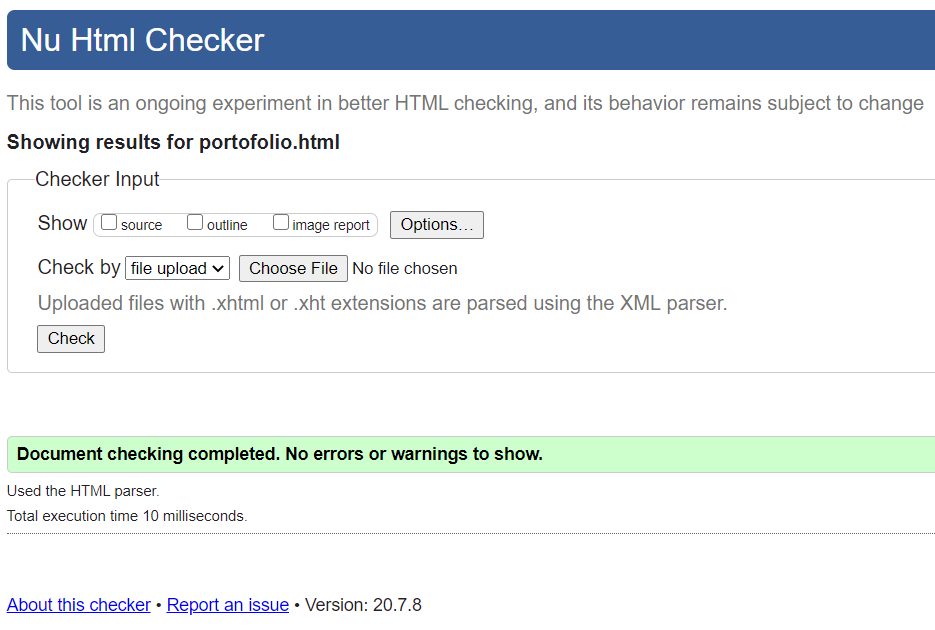 Nu Html Checker
This tool is an ongoing experiment in better HTML checking, and its behavior remains subject to change
Showing results for portofolio.html
Checker Input
Show source outline image report Options…
Check by file upload Choose File No file chosen
Uploaded files with .xhtml or .xht extensions are parsed using the XML parser.
Check
Document checking completed. No errors or warnings to show.
Used the HTML parser.
Total execution time 10 milliseconds.
About this checker • Report an issue • Version: 20.7.8